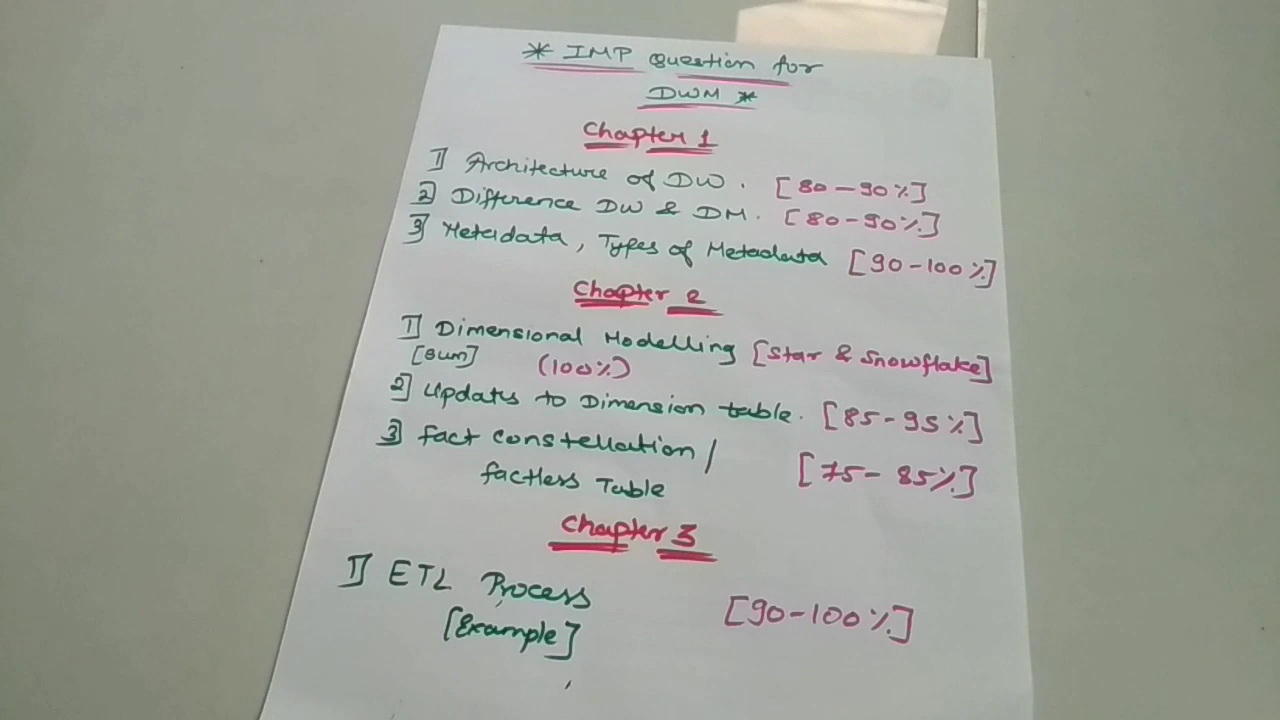 * IMP Question for
DWM *
Chapter 1
1] Architecture of DW. [80-90%]
2] Difference DW & DM. [80-90%]
3] Metadata, Types of Metadata [90-100%]
Chapter 2
1] Dimensional Modelling [Star & Snowflake]
[Sum] (100%)
2] Updates to Dimension table. [85-95%]
3] fact constellation/ [75-85%]
factless Table
Chapter 3
1] ETL Process [90-100%]
[Example]